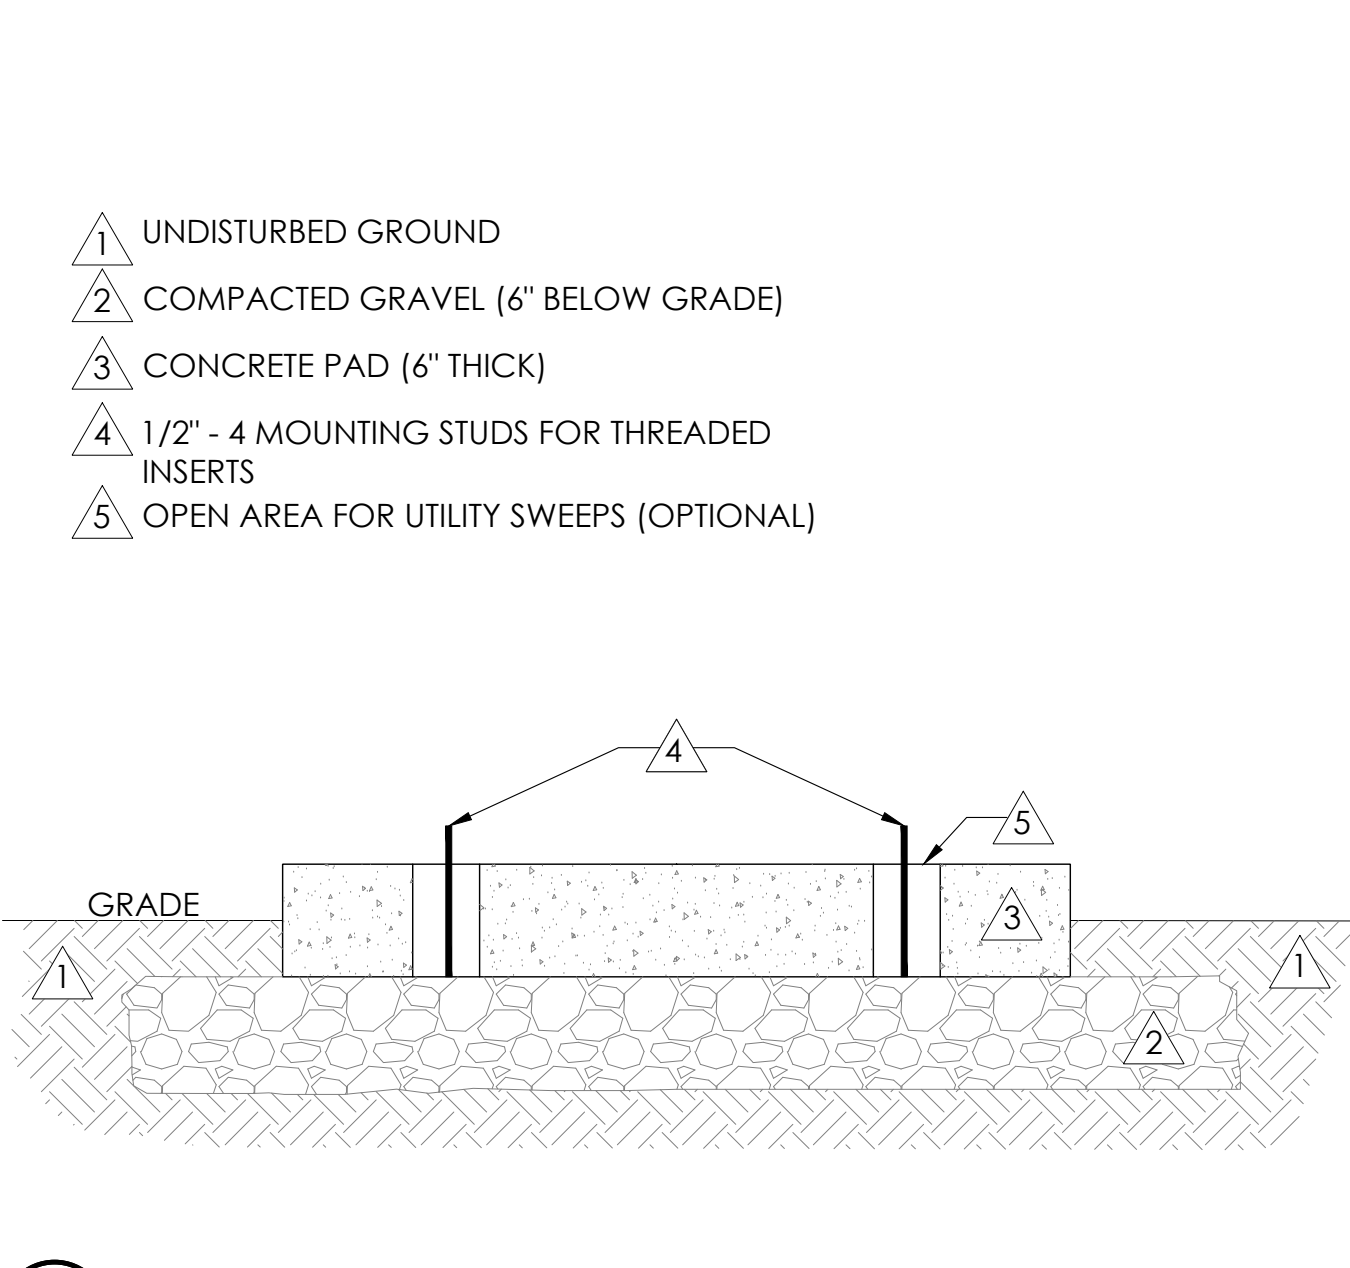 1 UNDISTURBED GROUND
2 COMPACTED GRAVEL (6" BELOW GRADE)
3 CONCRETE PAD (6" THICK)
4 1/2" - 4 MOUNTING STUDS FOR THREADED
INSERTS
5 OPEN AREA FOR UTILITY SWEEPS (OPTIONAL)
4
5
GRADE
3
1
1
2